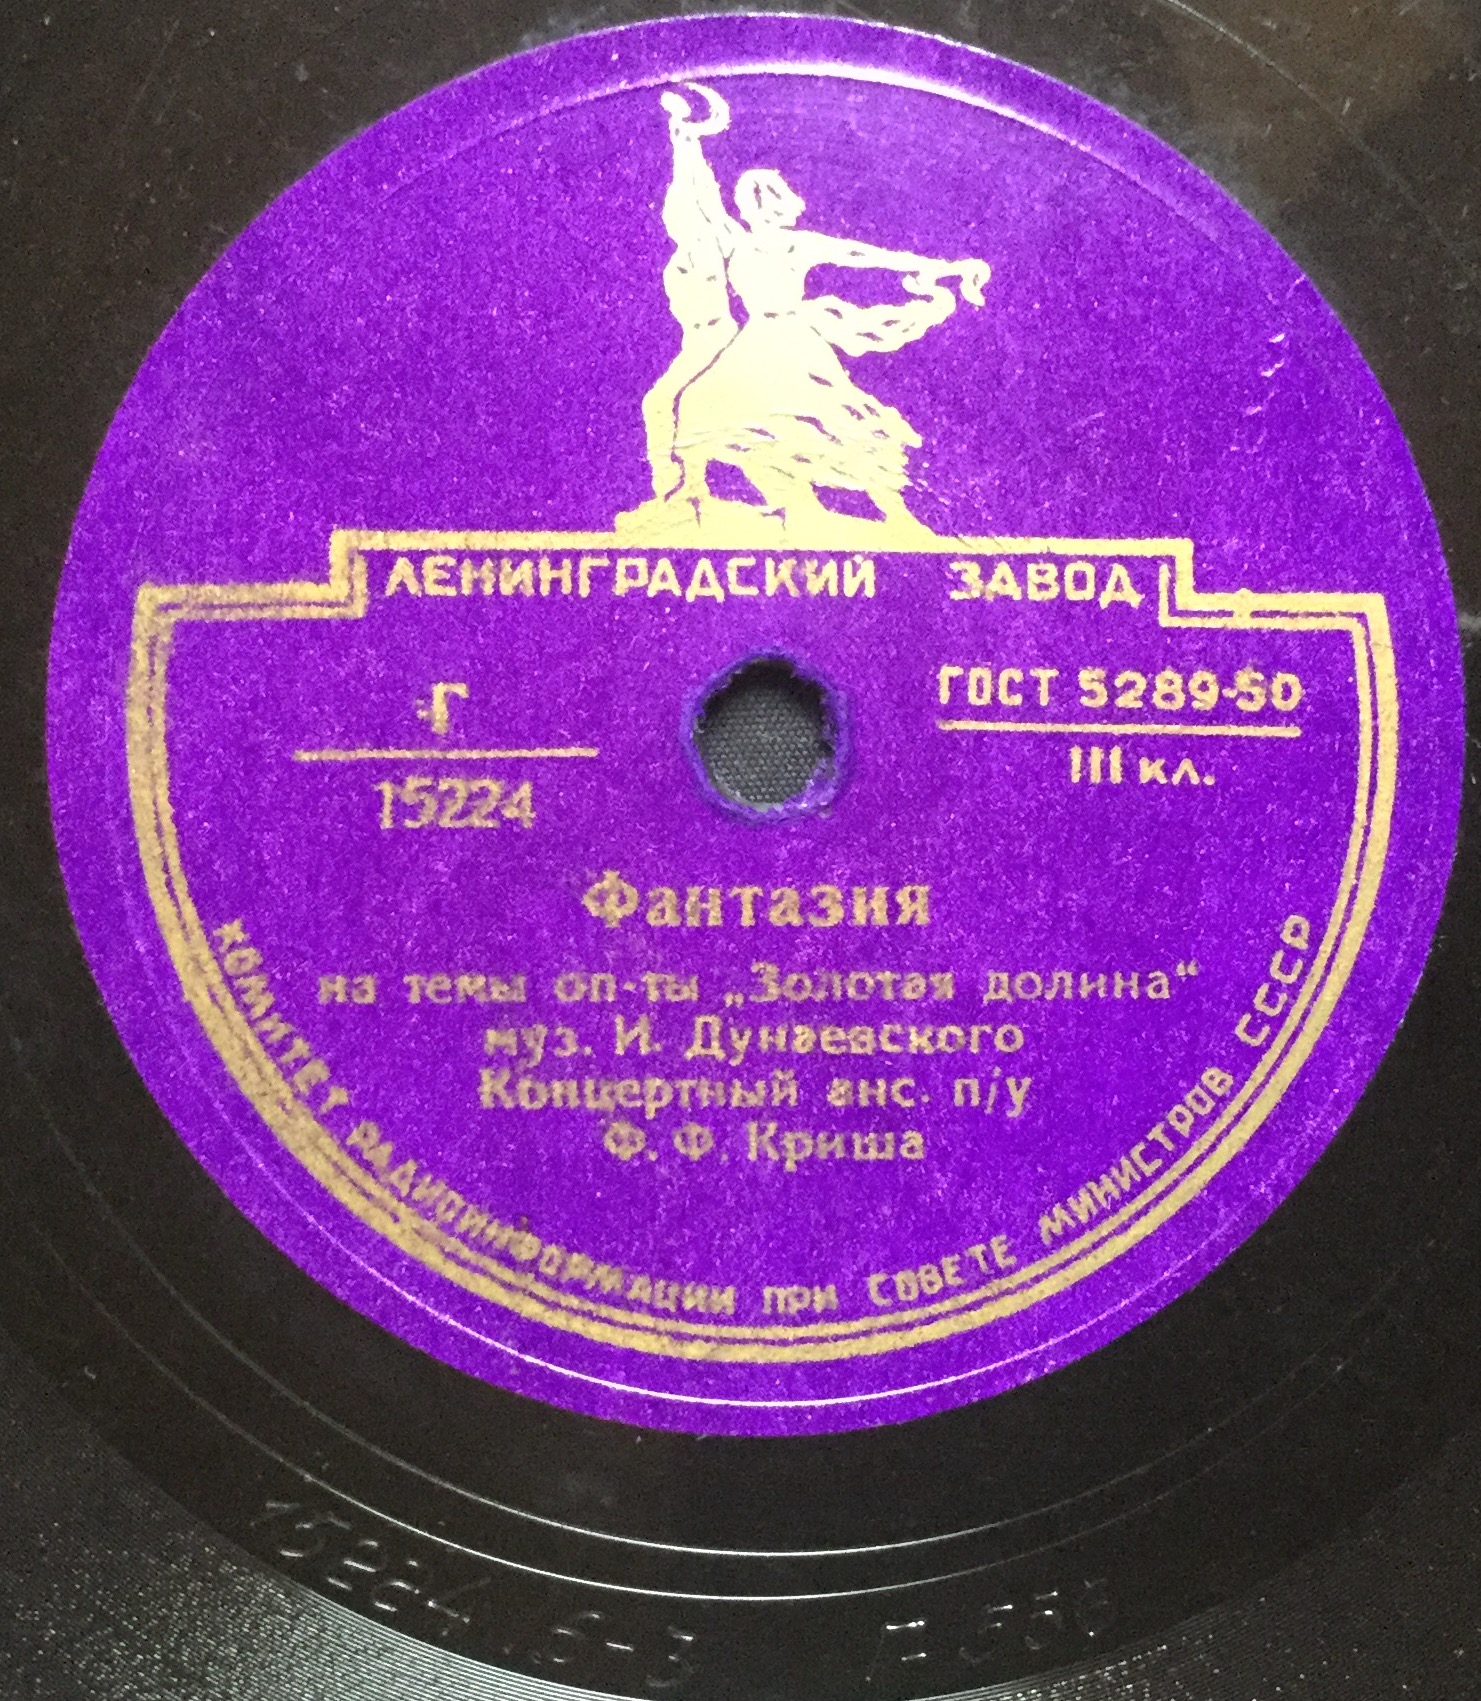 ЛЕНИНГРАДСКИЙ ЗАВОД
Г
15224
ГОСТ 5289-50
III кл.
Фантазия
на темы оп-ты „Золотая долина“
муз. И. Дунаевского
Концертный анс. п/у
Ф. Ф. Криша
КОМИТЕТ РАДИОИНФОРМАЦИИ ПРИ СОВЕТЕ МИНИСТРОВ СССР
15224